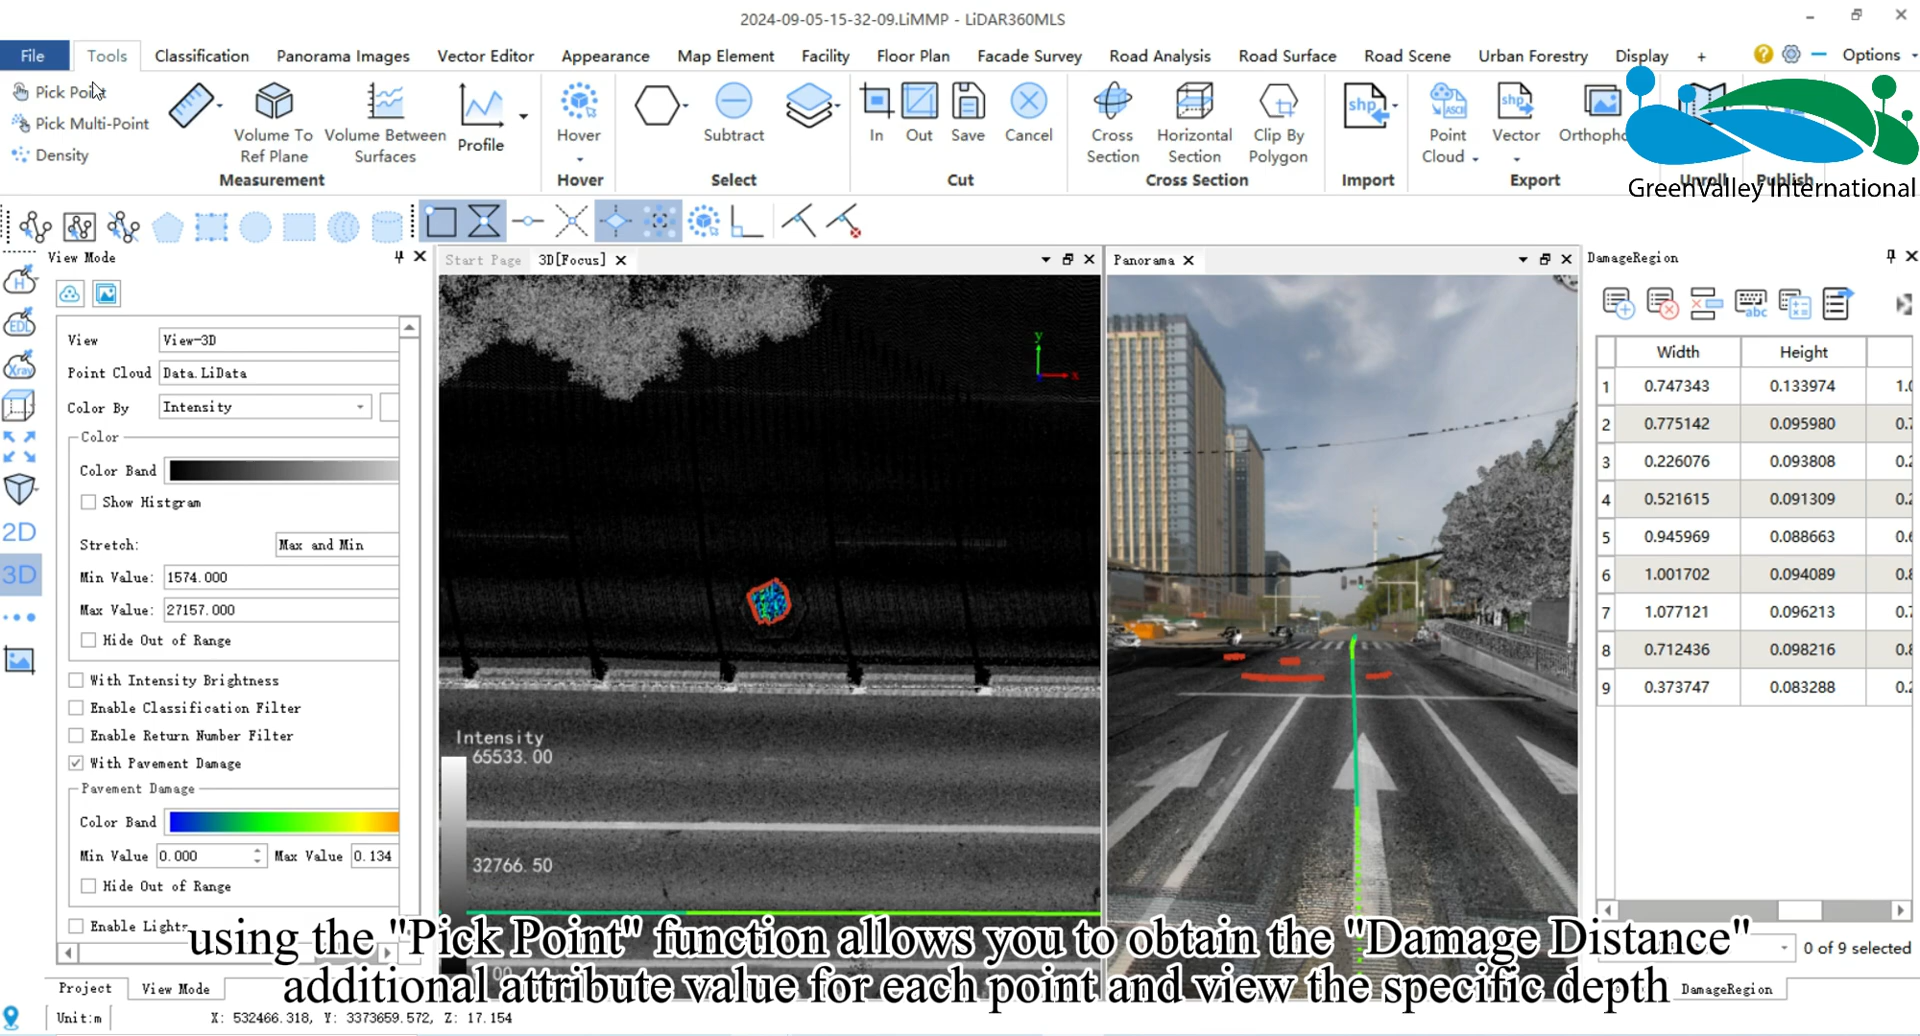 2024-09-05-15-32-09.LiMMP - LiDAR360MLS
File Tools Classification Panorama Images Vector Editor Appearance Map Element Facility Floor Plan Facade Survey Road Analysis Road Surface Road Scene Urban Forestry Display + Options
Pick Point
Pick Multi-Point
Density
Volume To Ref Plane
Volume Between Surfaces
Profile
Measurement
Hover
Hover
Subtract
Select
In Out Save Cancel
Cut
Cross Section
Horizontal Section
Clip By Polygon
Cross Section
shp
Import
ASCII
Point Cloud
shp
Vector
Export
Unroll
Publish
GreenValley International
View Mode
Start Page 3D[Focus]
Panorama
DamageRegion
H
EDL
Xray
2D
3D
View View-3D
Point Cloud Data.LiData
Color By Intensity
Color
Color Band
Show Histgram
Stretch: Max and Min
Min Value: 1574.000
Max Value: 27157.000
Hide Out of Range
With Intensity Brightness
Enable Classification Filter
Enable Return Number Filter
With Pavement Damage
Pavement Damage
Color Band
Min Value 0.000 Max Value 0.134
Hide Out of Range
Enable Lights
y
x
Intensity
65533.00
32766.50
abc
Width Height
1 0.747343 0.133974
2 0.775142 0.095980
3 0.226076 0.093808
4 0.521615 0.091309
5 0.945969 0.088663
6 1.001702 0.094089
7 1.077121 0.096213
8 0.712436 0.098216
9 0.373747 0.083288
0 of 9 selected
using the "Pick Point" function allows you to obtain the "Damage Distance"
additional attribute value for each point and view the specific depth
Project View Mode
DamageRegion
Unit:m X: 532466.318, Y: 3373659.572, Z: 17.154